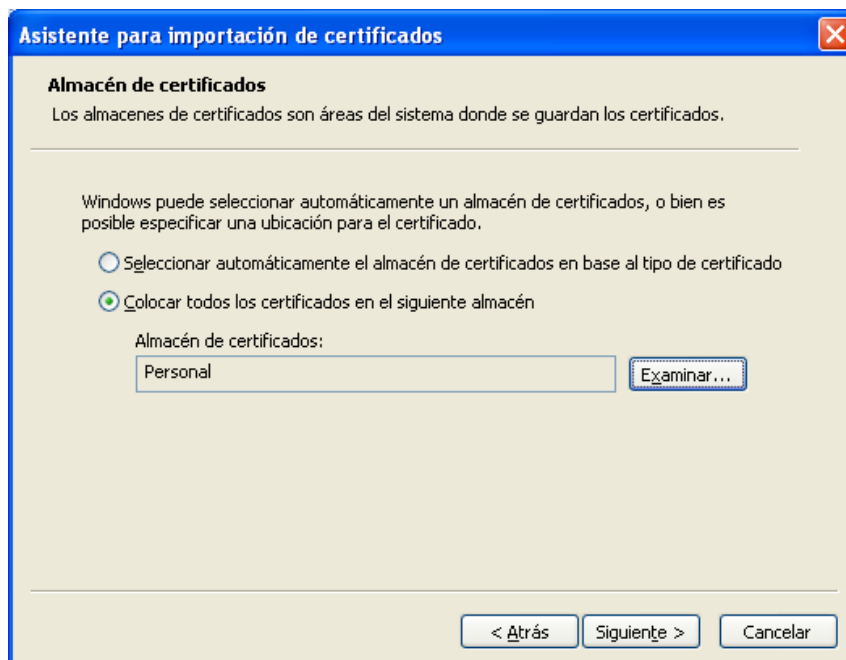 Asistente para importación de certificados
Almacén de certificados
Los almacenes de certificados son áreas del sistema donde se guardan los certificados.
Windows puede seleccionar automáticamente un almacén de certificados, o bien es
posible especificar una ubicación para el certificado.
Seleccionar automáticamente el almacén de certificados en base al tipo de certificado
Colocar todos los certificados en el siguiente almacén
Almacén de certificados:
Personal
Examinar...
< Atrás
Siguiente >
Cancelar